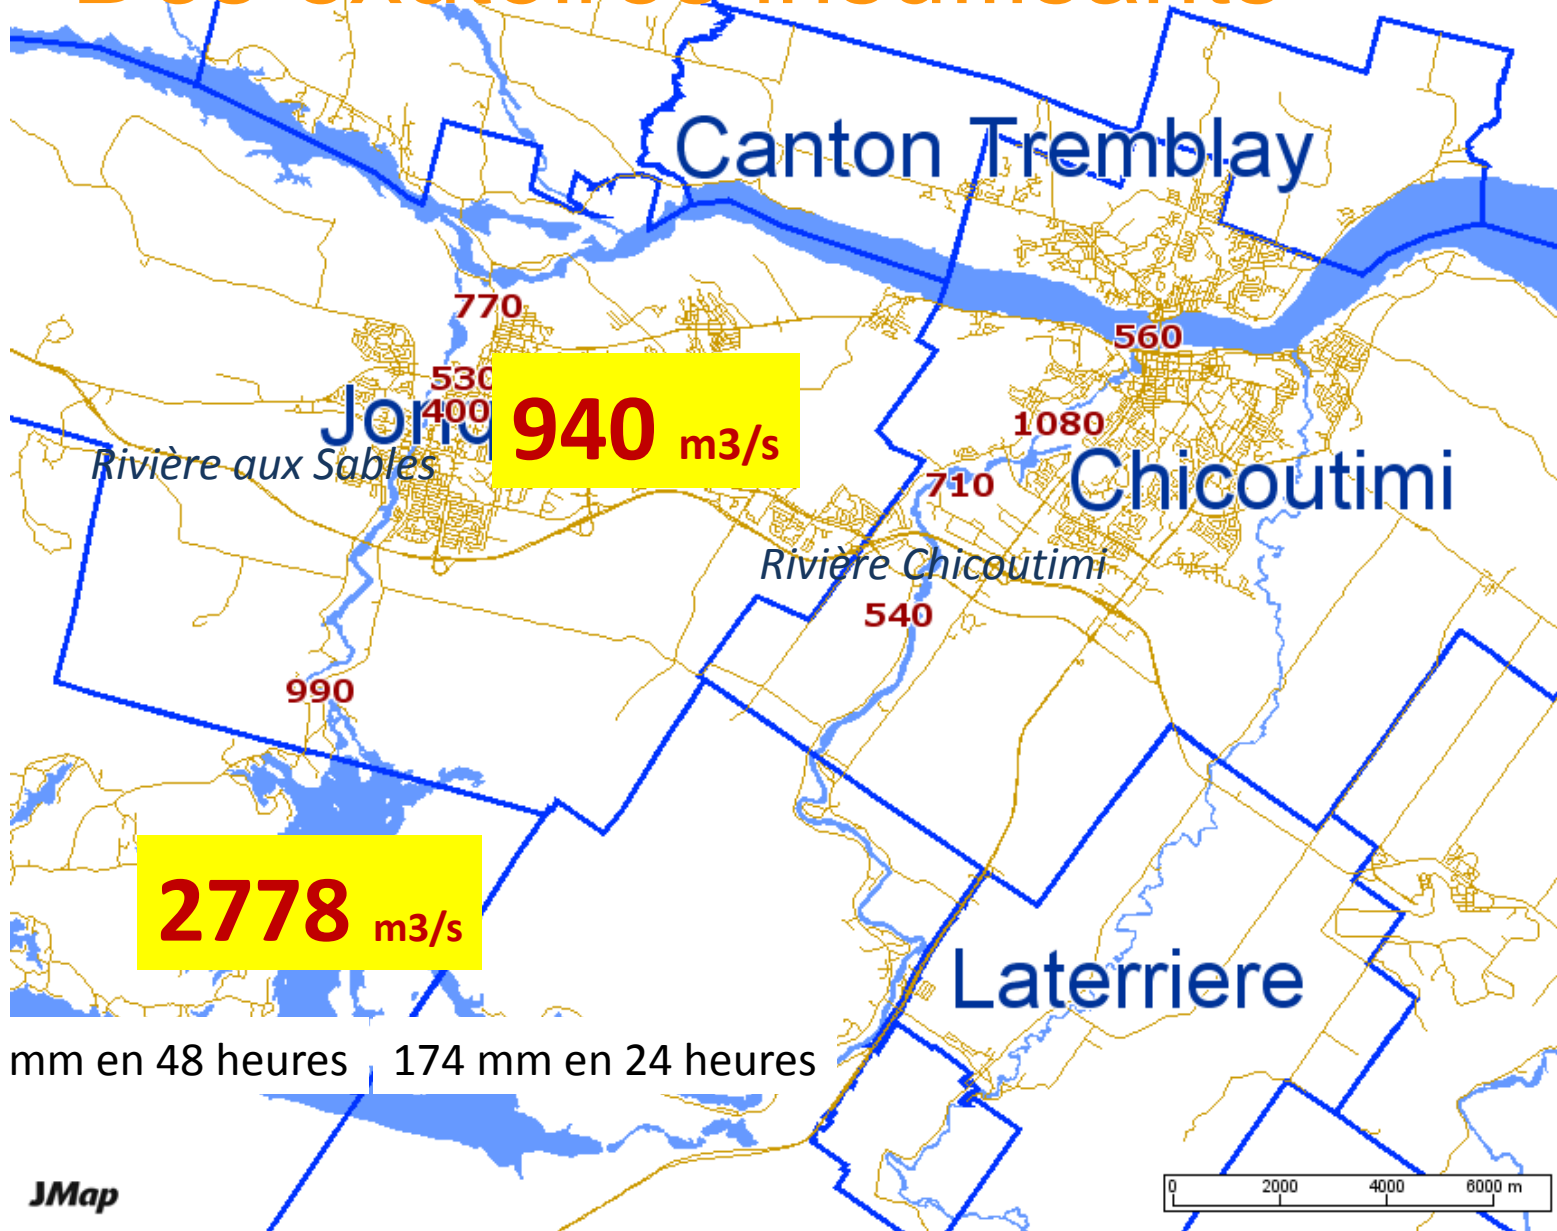 Canton Tremblay
770
560
530
400
940 m3/s
1080
Rivière aux Sables
710
Chicoutimi
Rivière Chicoutimi
540
990
2778 m3/s
Laterriere
mm en 48 heures
174 mm en 24 heures
JMap
0 2000 4000 6000 m